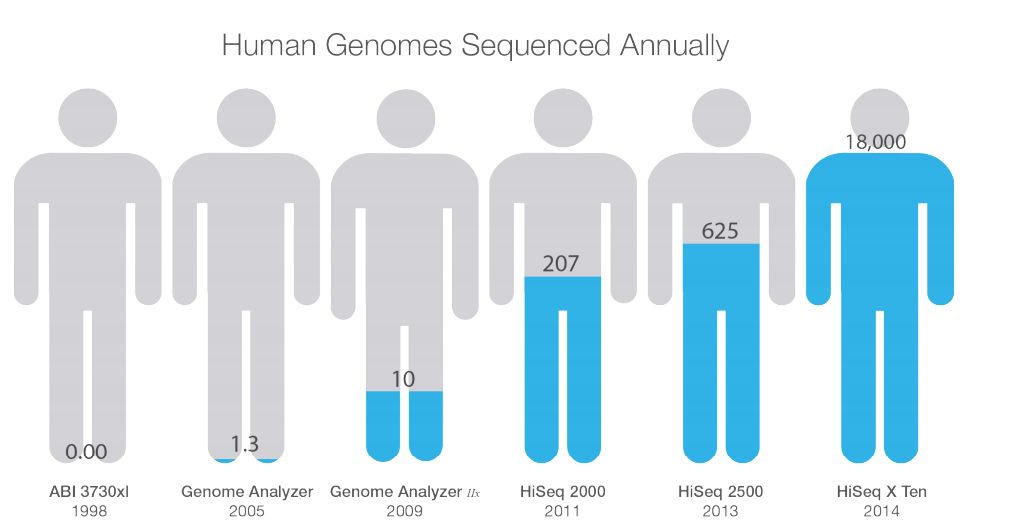 Human Genomes Sequenced Annually
18,000
625
207
10
1.3
0.00
ABI 3730xl Genome Analyzer Genome Analyzer IIx HiSeq 2000 HiSeq 2500 HiSeq X Ten
1998 2005 2009 2011 2013 2014